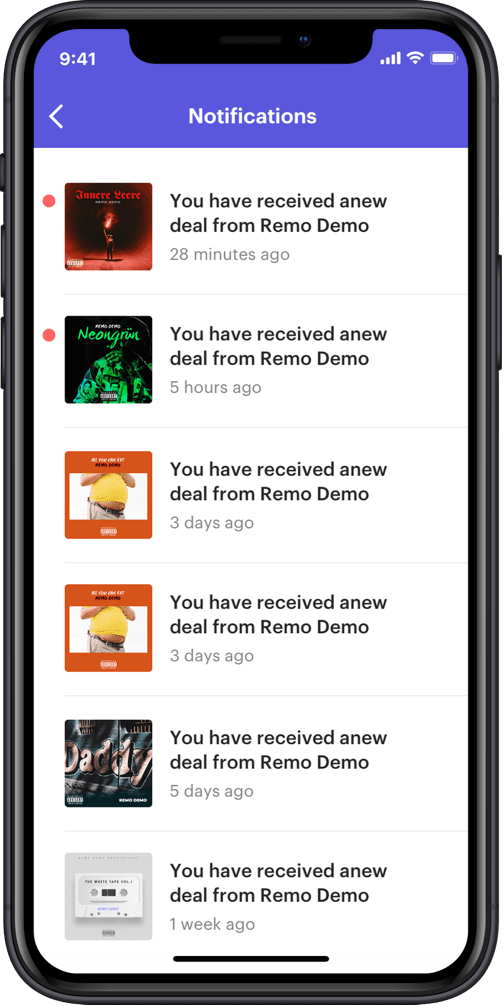 9:41
Notifications
Innere Leere
REMO DEMO
You have received anew
deal from Remo Demo
28 minutes ago
REMO DEMO
Neongrün
You have received anew
deal from Remo Demo
5 hours ago
ALL YOU CAN EAT
REMO DEMO
You have received anew
deal from Remo Demo
3 days ago
ALL YOU CAN EAT
REMO DEMO
You have received anew
deal from Remo Demo
3 days ago
Daddy
REMO DEMO
You have received anew
deal from Remo Demo
5 days ago
THE WHITE TAPE VOL.1
You have received anew
deal from Remo Demo
1 week ago